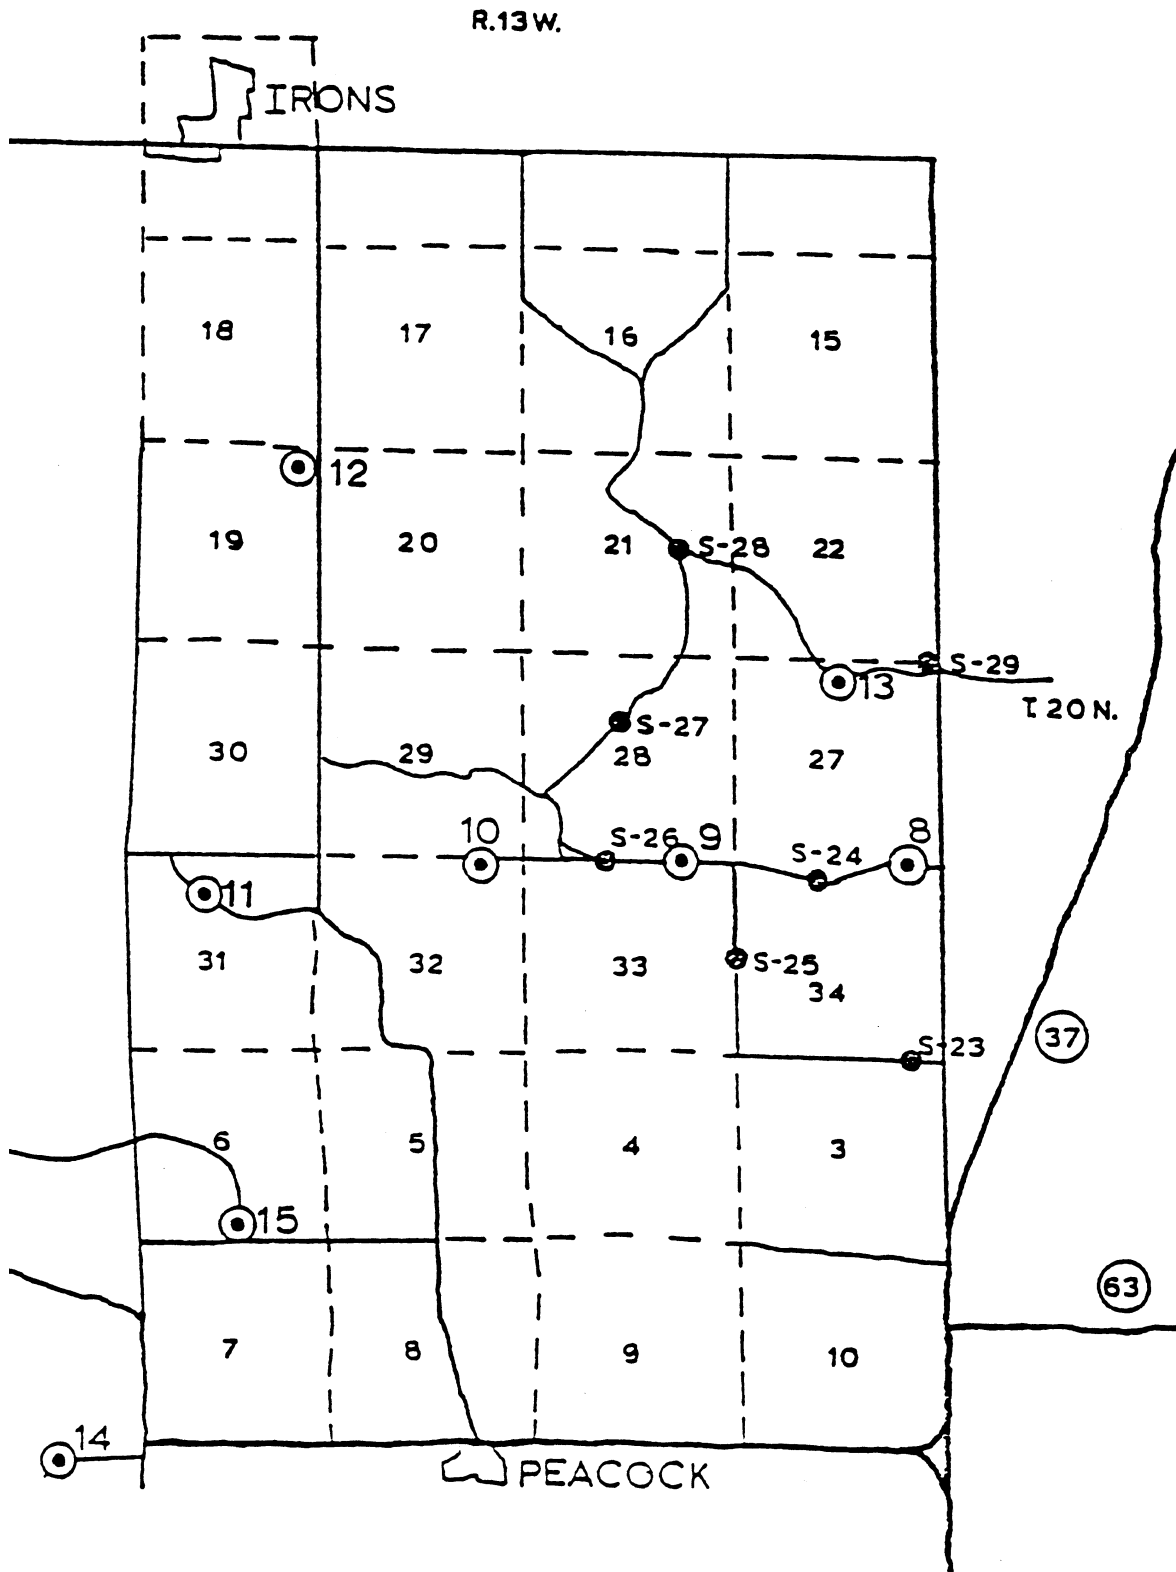 R.13W.
IRONS
18 17 16 15
12
19 20 21 S-28 22
S-29
13
T. 20 N.
S-27
30 29 28 27
10 S-26 9 S-24 8
11
31 32 33 S-25
34
37
S-23
6 5 4 3
15
63
7 8 9 10
14
PEACOCK